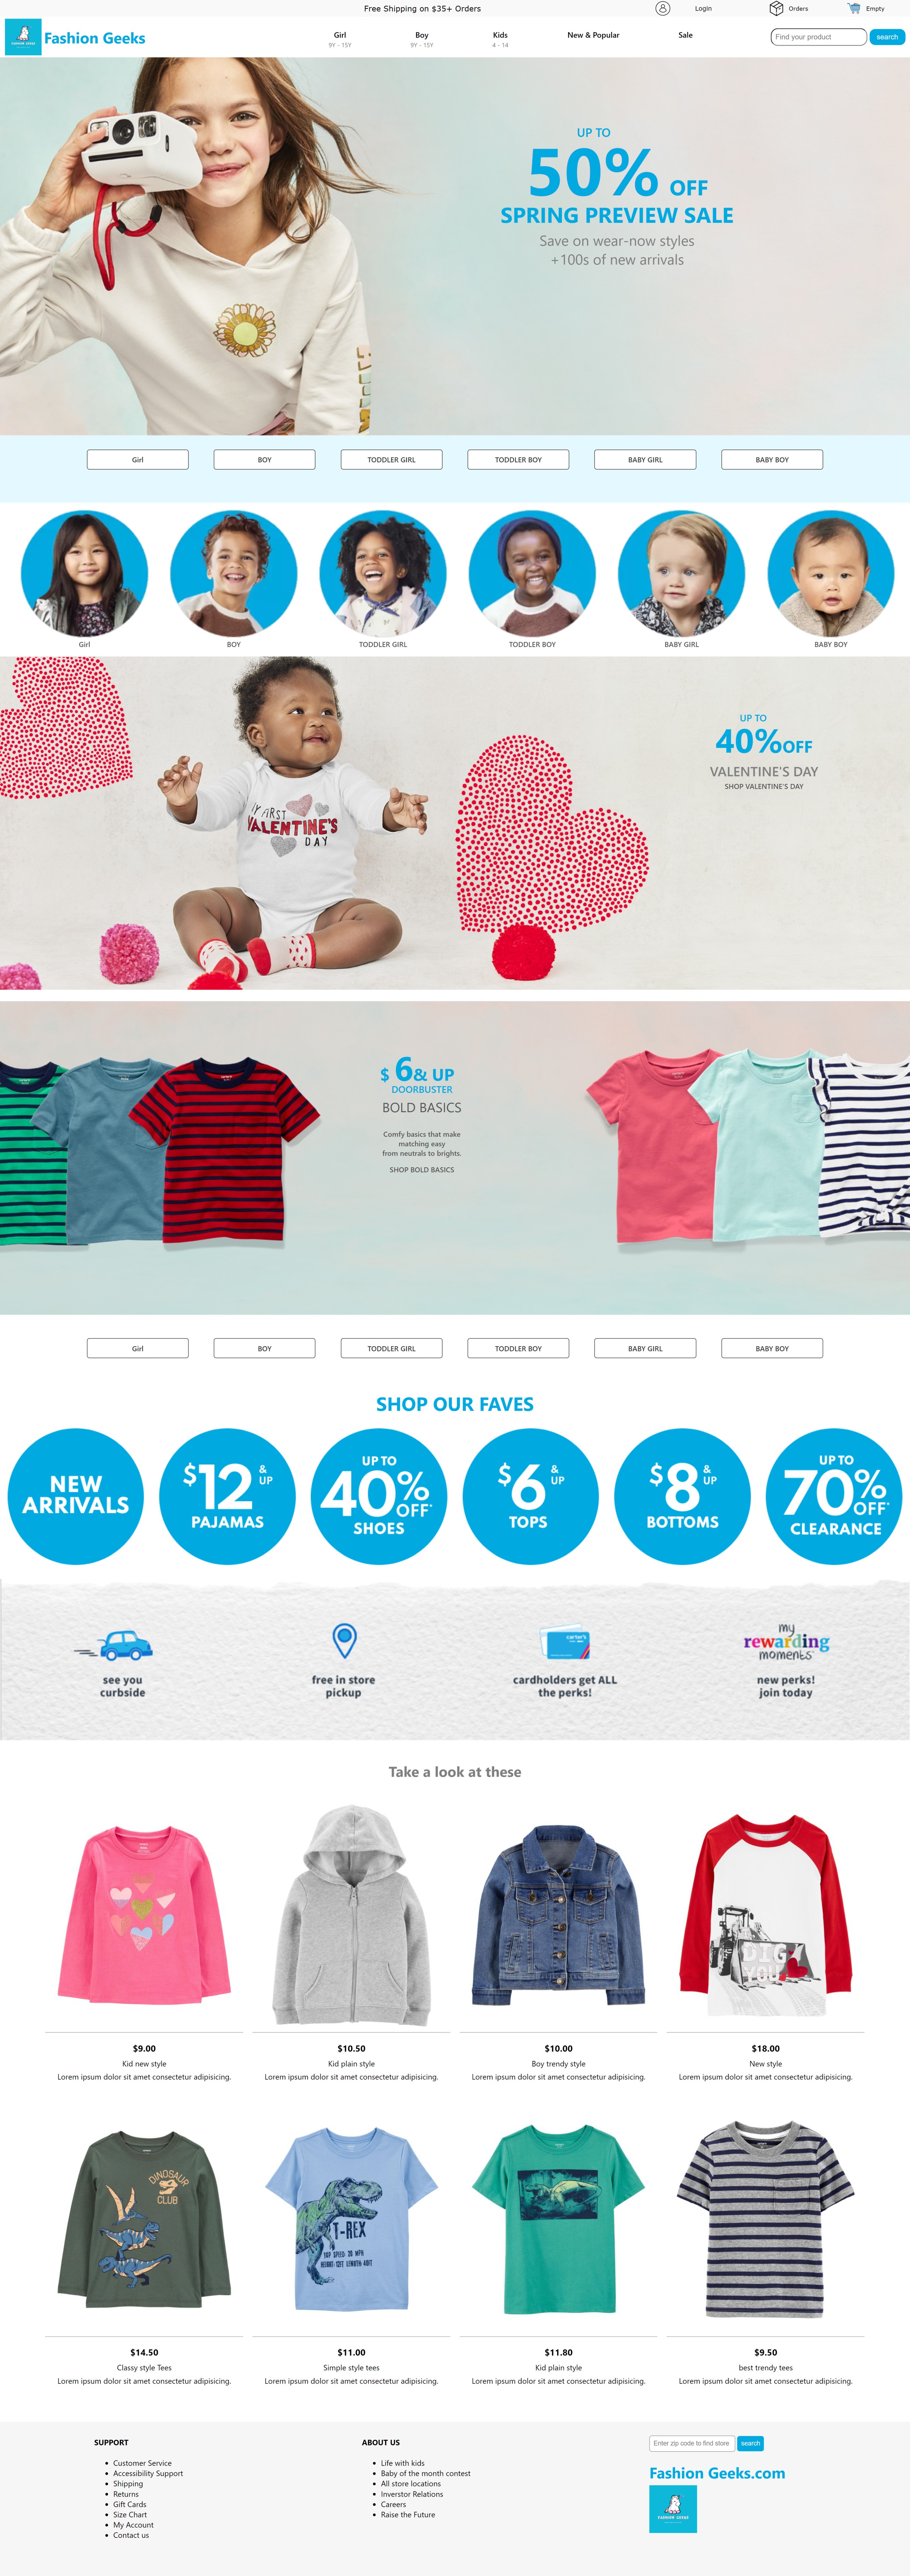 Free Shipping on $35+ Orders
Login
Orders
Empty
Fashion Geeks
Girl
9Y - 15Y
Boy
9Y - 15Y
Kids
4 - 14
New & Popular
Sale
Find your product
search
UP TO
50% OFF
SPRING PREVIEW SALE
Save on wear-now styles
+100s of new arrivals
Girl
BOY
TODDLER GIRL
TODDLER BOY
BABY GIRL
BABY BOY
Girl
BOY
TODDLER GIRL
TODDLER BOY
BABY GIRL
BABY BOY
MY FIRST
VALENTINE'S
DAY
UP TO
40%OFF
VALENTINE'S DAY
SHOP VALENTINE'S DAY
$ 6& UP
DOORBUSTER
BOLD BASICS
Comfy basics that make
matching easy
from neutrals to brights.
SHOP BOLD BASICS
Girl
BOY
TODDLER GIRL
TODDLER BOY
BABY GIRL
BABY BOY
SHOP OUR FAVES
NEW
ARRIVALS
$12 & UP
PAJAMAS
UP TO
40% OFF*
SHOES
$6 & UP
TOPS
$8 & UP
BOTTOMS
UP TO
70% OFF*
CLEARANCE
see you
curbside
free in store
pickup
carter's
cardholders get ALL
the perks!
my
rewarding
moments
new perks!
join today
Take a look at these
DIG
YOU
$9.00
Kid new style
Lorem ipsum dolor sit amet consectetur adipisicing.
$10.50
Kid plain style
Lorem ipsum dolor sit amet consectetur adipisicing.
$10.00
Boy trendy style
Lorem ipsum dolor sit amet consectetur adipisicing.
$18.00
New style
Lorem ipsum dolor sit amet consectetur adipisicing.
DINOSAUR
CLUB
T-REX
TOP SPEED: 20 MPH
HEIGHT: 12FT LENGTH: 40FT
$14.50
Classy style Tees
Lorem ipsum dolor sit amet consectetur adipisicing.
$11.00
Simple style tees
Lorem ipsum dolor sit amet consectetur adipisicing.
$11.80
Kid plain style
Lorem ipsum dolor sit amet consectetur adipisicing.
$9.50
best trendy tees
Lorem ipsum dolor sit amet consectetur adipisicing.
SUPPORT
Customer Service
Accessibility Support
Shipping
Returns
Gift Cards
Size Chart
My Account
Contact us
ABOUT US
Life with kids
Baby of the month contest
All store locations
Inverstor Relations
Careers
Raise the Future
Enter zip code to find store
search
Fashion Geeks.com
FASHION GEEKS